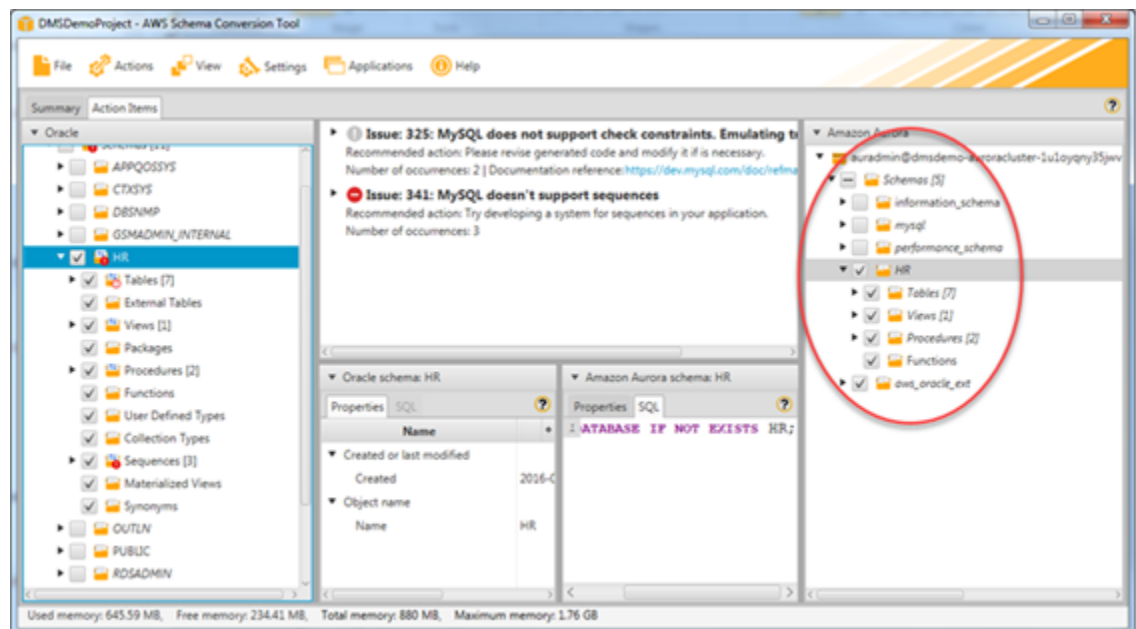 DMSDemoProject - AWS Schema Conversion Tool
File Actions View Settings Applications Help
Summary Action Items
Oracle
Schemas [21]
APPQOSSYS
CTXSYS
DBSNMP
GSMADMIN_INTERNAL
HR
Tables [7]
External Tables
Views [1]
Packages
Procedures [2]
Functions
User Defined Types
Collection Types
Sequences [3]
Materialized Views
Synonyms
OUTLN
PUBLIC
RDSADMIN
Issue: 325: MySQL does not support check constraints. Emulating t
Recommended action: Please revise generated code and modify it if is necessary.
Number of occurrences: 2 | Documentation reference:https://dev.mysql.com/doc/refma
Issue: 341: MySQL doesn't support sequences
Recommended action: Try developing a system for sequences in your application.
Number of occurrences: 3
Oracle schema: HR
Properties SQL
Name
Created or last modified
Created 2016-
Object name
Name HR
Amazon Aurora schema: HR
Properties SQL
1 ATABASE IF NOT EXISTS HR;
Amazon Aurora
auradmin@dmsdemo-auroracluster-1u1oyqny35jwv
Schemas [5]
information_schema
mysql
performance_schema
HR
Tables [7]
Views [1]
Procedures [2]
Functions
aws_oracle_ext
Used memory: 645.59 MB, Free memory: 234.41 MB, Total memory: 880 MB, Maximum memory: 1.76 GB